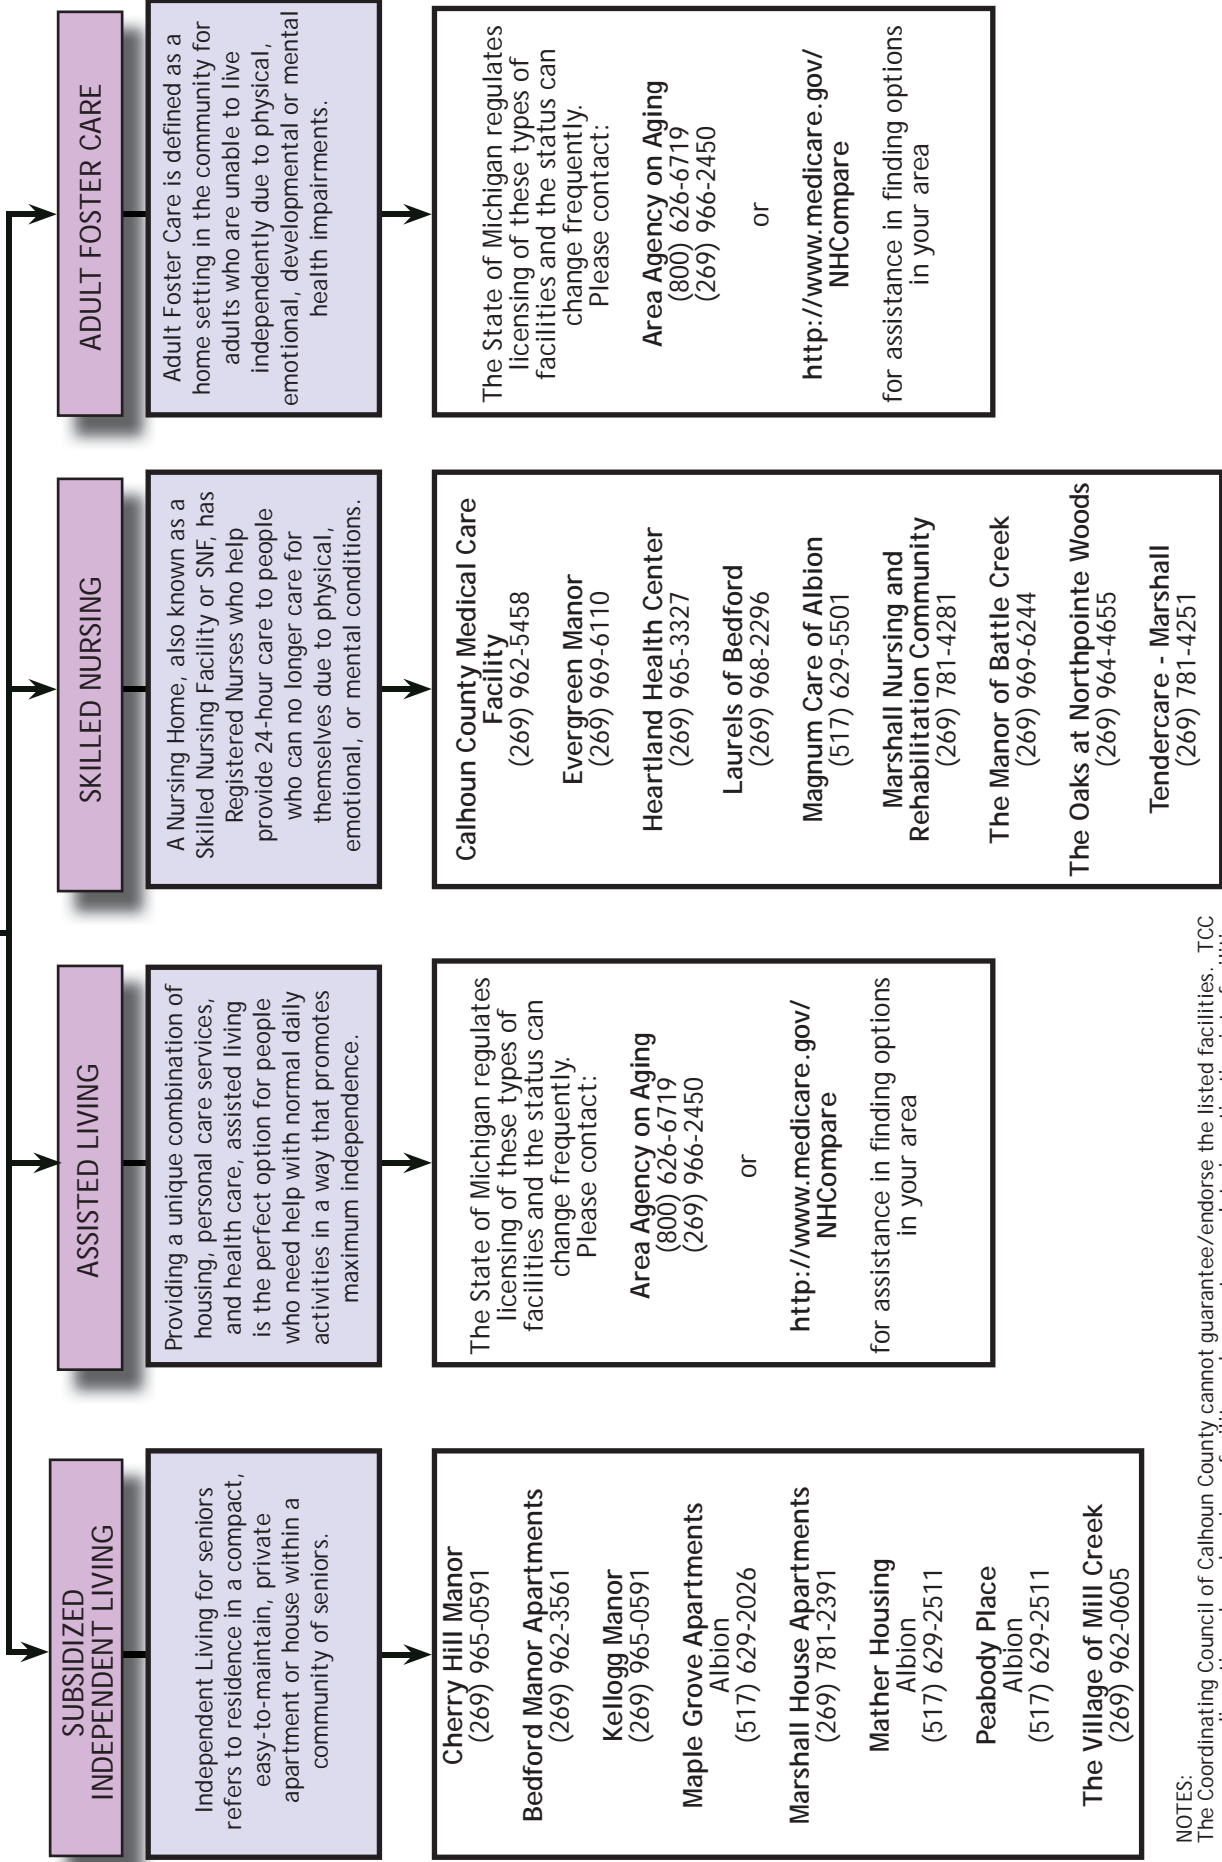 SUBSIDIZED
INDEPENDENT LIVING
Independent Living for seniors
refers to residence in a compact,
easy-to-maintain, private
apartment or house within a
community of seniors.
Cherry Hill Manor
(269) 965-0591
Bedford Manor Apartments
(269) 962-3561
Kellogg Manor
(269) 965-0591
Maple Grove Apartments
Albion
(517) 629-2026
Marshall House Apartments
(269) 781-2391
Mather Housing
Albion
(517) 629-2511
Peabody Place
Albion
(517) 629-2511
The Village of Mill Creek
(269) 962-0605
ASSISTED LIVING
Providing a unique combination of
housing, personal care services,
and health care, assisted living
is the perfect option for people
who need help with normal daily
activities in a way that promotes
maximum independence.
The State of Michigan regulates
licensing of these types of
facilities and the status can
change frequently.
Please contact:
Area Agency on Aging
(800) 626-6719
(269) 966-2450
or
http://www.medicare.gov/
NHCompare
for assistance in finding options
in your area
SKILLED NURSING
A Nursing Home, also known as a
Skilled Nursing Facility or SNF, has
Registered Nurses who help
provide 24-hour care to people
who can no longer care for
themselves due to physical,
emotional, or mental conditions.
Calhoun County Medical Care
Facility
(269) 962-5458
Evergreen Manor
(269) 969-6110
Heartland Health Center
(269) 965-3327
Laurels of Bedford
(269) 968-2296
Magnum Care of Albion
(517) 629-5501
Marshall Nursing and
Rehabilitation Community
(269) 781-4281
The Manor of Battle Creek
(269) 969-6244
The Oaks at Northpointe Woods
(269) 964-4655
Tendercare - Marshall
(269) 781-4251
ADULT FOSTER CARE
Adult Foster Care is defined as a
home setting in the community for
adults who are unable to live
independently due to physical,
emotional, developmental or mental
health impairments.
The State of Michigan regulates
licensing of these types of
facilities and the status can
change frequently.
Please contact:
Area Agency on Aging
(800) 626-6719
(269) 966-2450
or
http://www.medicare.gov/
NHCompare
for assistance in finding options
in your area
NOTES:
The Coordinating Council of Calhoun County cannot guarantee/endorse the listed facilities. TCC